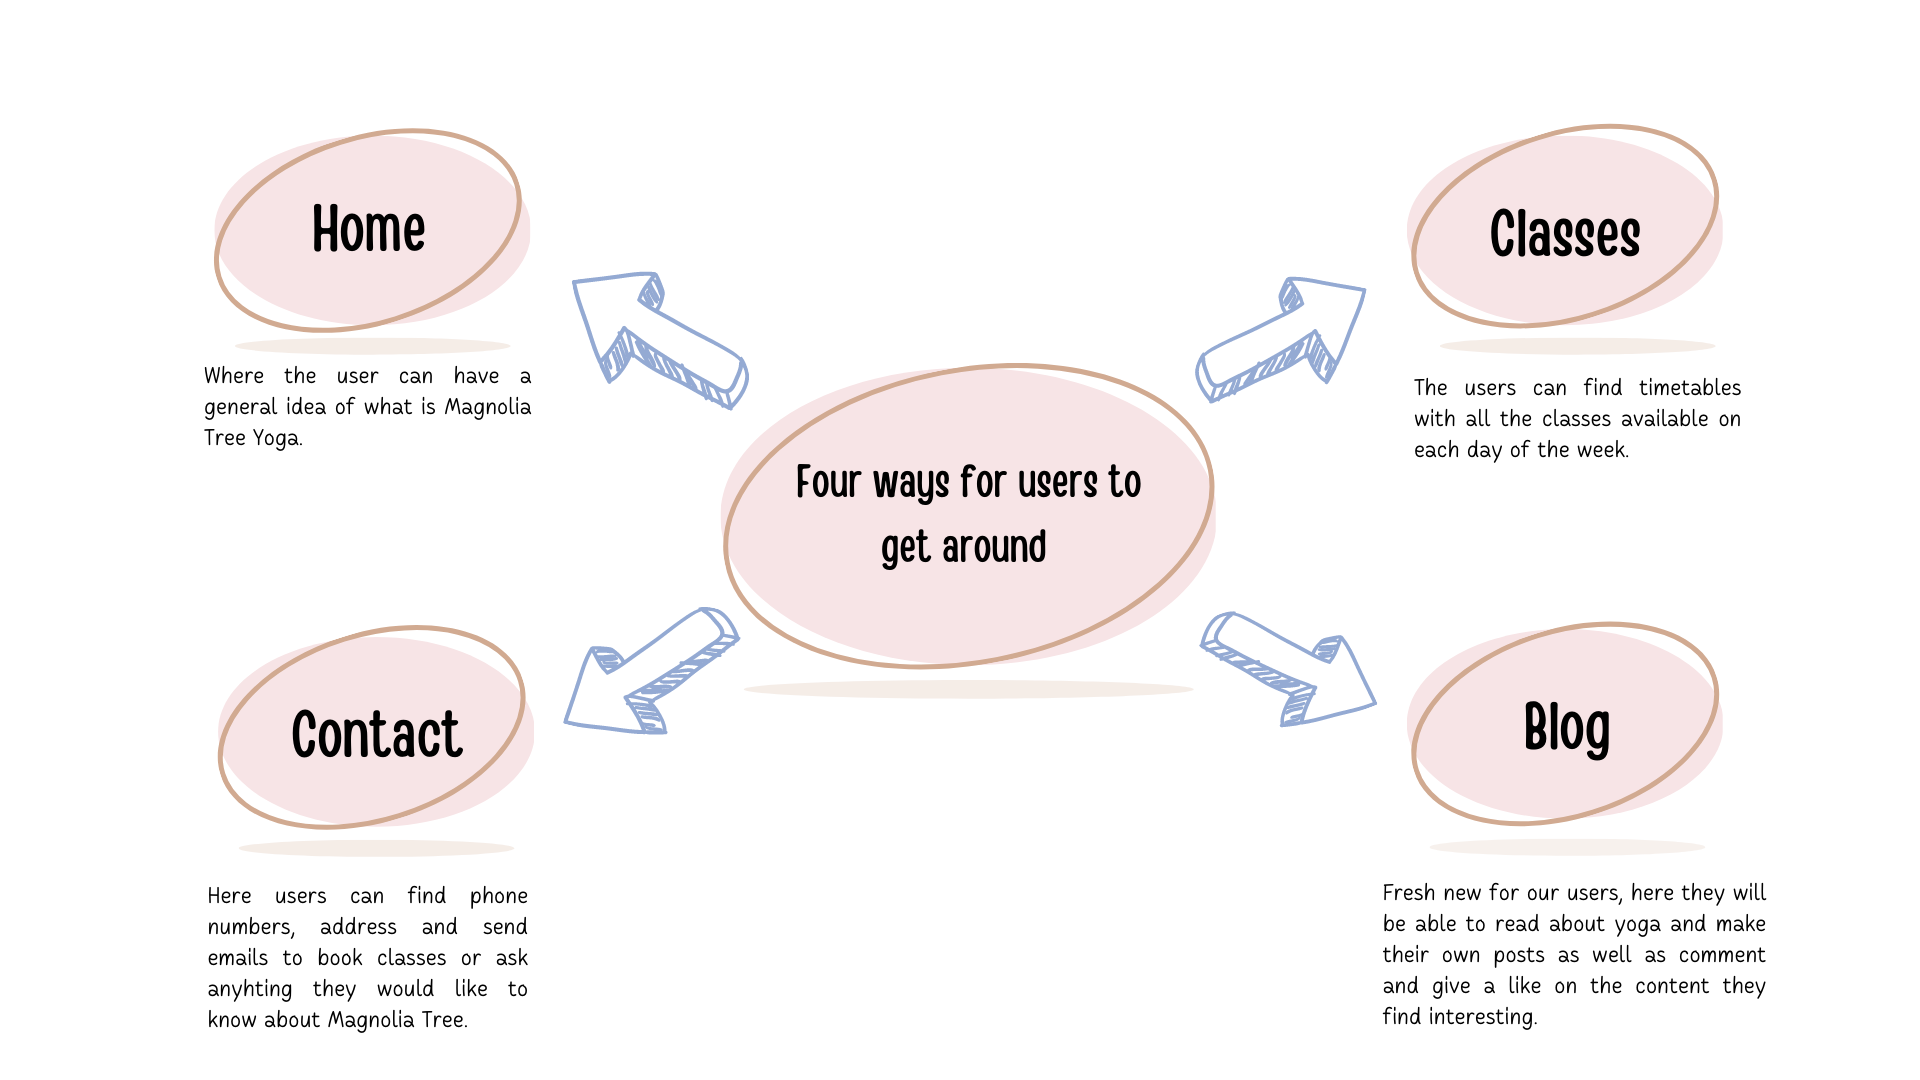 Home
Where the user can have a
general idea of what is Magnolia
Tree Yoga.
Classes
The users can find timetables
with all the classes available on
each day of the week.
Four ways for users to
get around
Contact
Here users can find phone
numbers, address and send
emails to book classes or ask
anyhting they would like to
know about Magnolia Tree.
Blog
Fresh new for our users, here they will
be able to read about yoga and make
their own posts as well as comment
and give a like on the content they
find interesting.